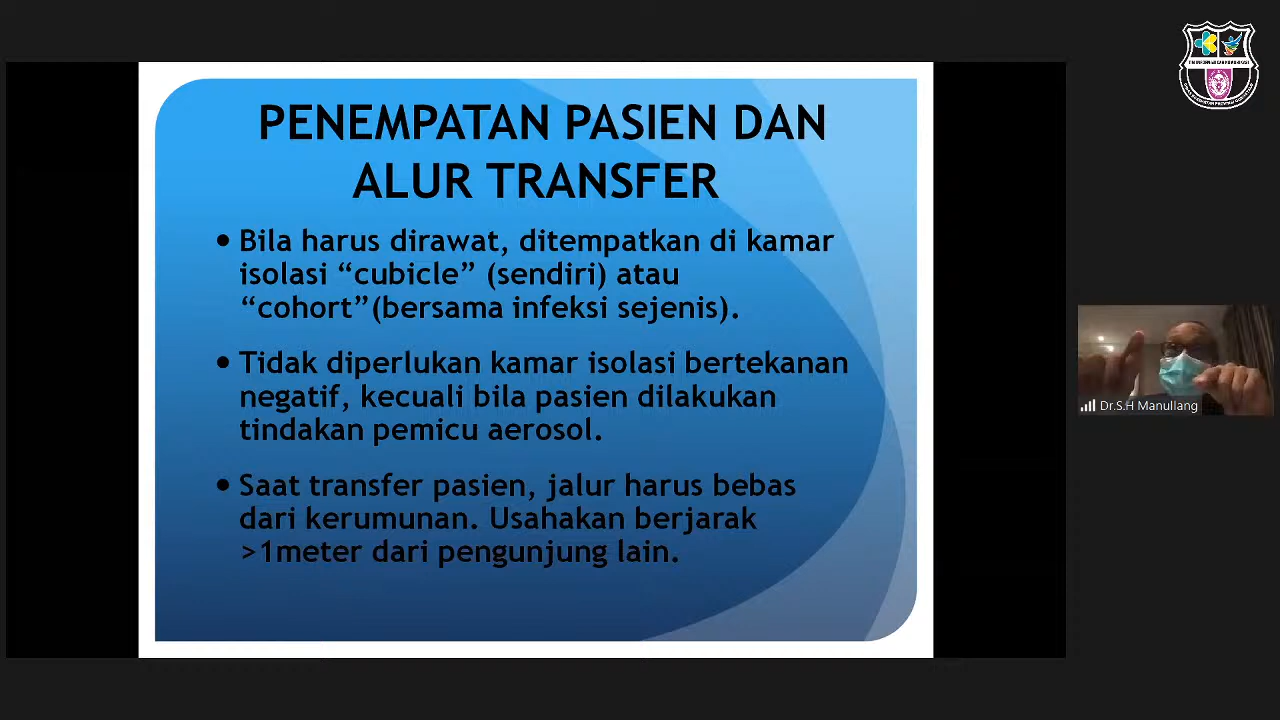 PENEMPATAN PASIEN DAN
ALUR TRANSFER
• Bila harus dirawat, ditempatkan di kamar
isolasi “cubicle” (sendiri) atau
“cohort”(bersama infeksi sejenis).
• Tidak diperlukan kamar isolasi bertekanan
negatif, kecuali bila pasien dilakukan
tindakan pemicu aerosol.
• Saat transfer pasien, jalur harus bebas
dari kerumunan. Usahakan berjarak
>1meter dari pengunjung lain.
Dr.S.H Manullang